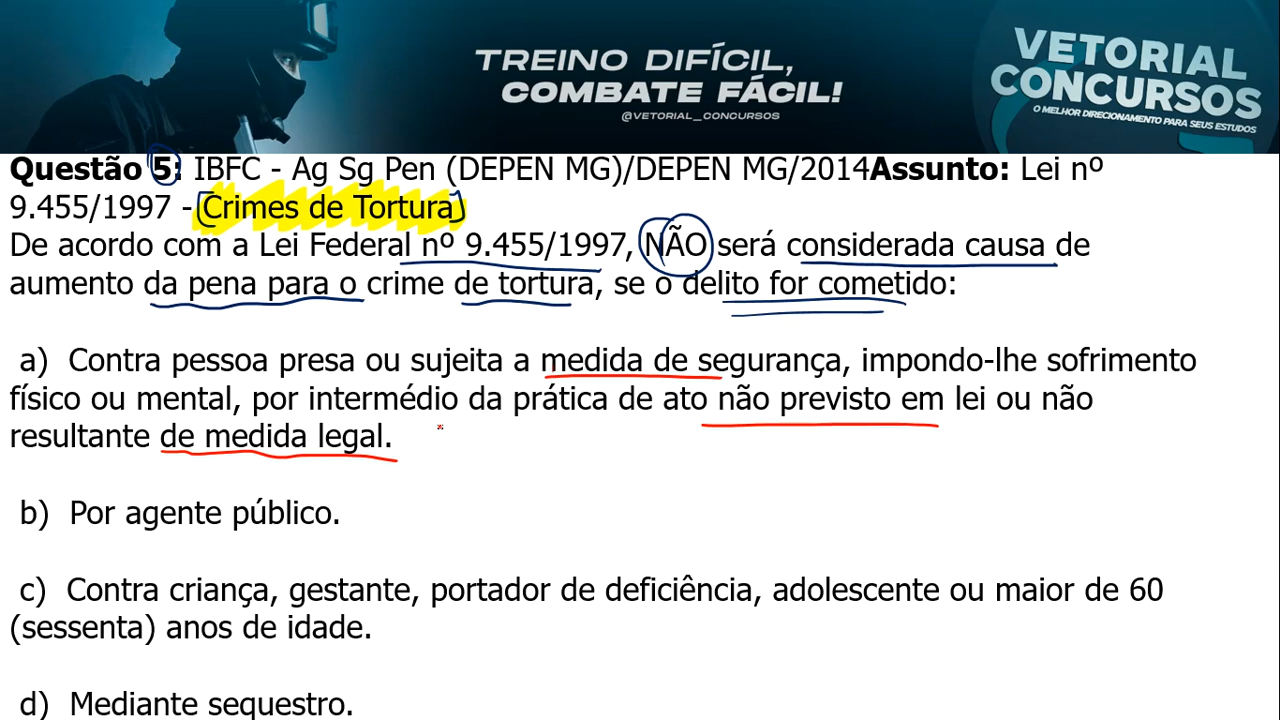 TREINO DIFÍCIL,
COMBATE FÁCIL!
@VETORIAL_CONCURSOS
VETORIAL
CONCURSOS
O MELHOR DIRECIONAMENTO PARA SEUS ESTUDOS
Questão 5: IBFC - Ag Sg Pen (DEPEN MG)/DEPEN MG/2014Assunto: Lei nº
9.455/1997 - Crimes de Tortura
De acordo com a Lei Federal nº 9.455/1997, NÃO será considerada causa de
aumento da pena para o crime de tortura, se o delito for cometido:
a) Contra pessoa presa ou sujeita a medida de segurança, impondo-lhe sofrimento
físico ou mental, por intermédio da prática de ato não previsto em lei ou não
resultante de medida legal.
b) Por agente público.
c) Contra criança, gestante, portador de deficiência, adolescente ou maior de 60
(sessenta) anos de idade.
d) Mediante sequestro.